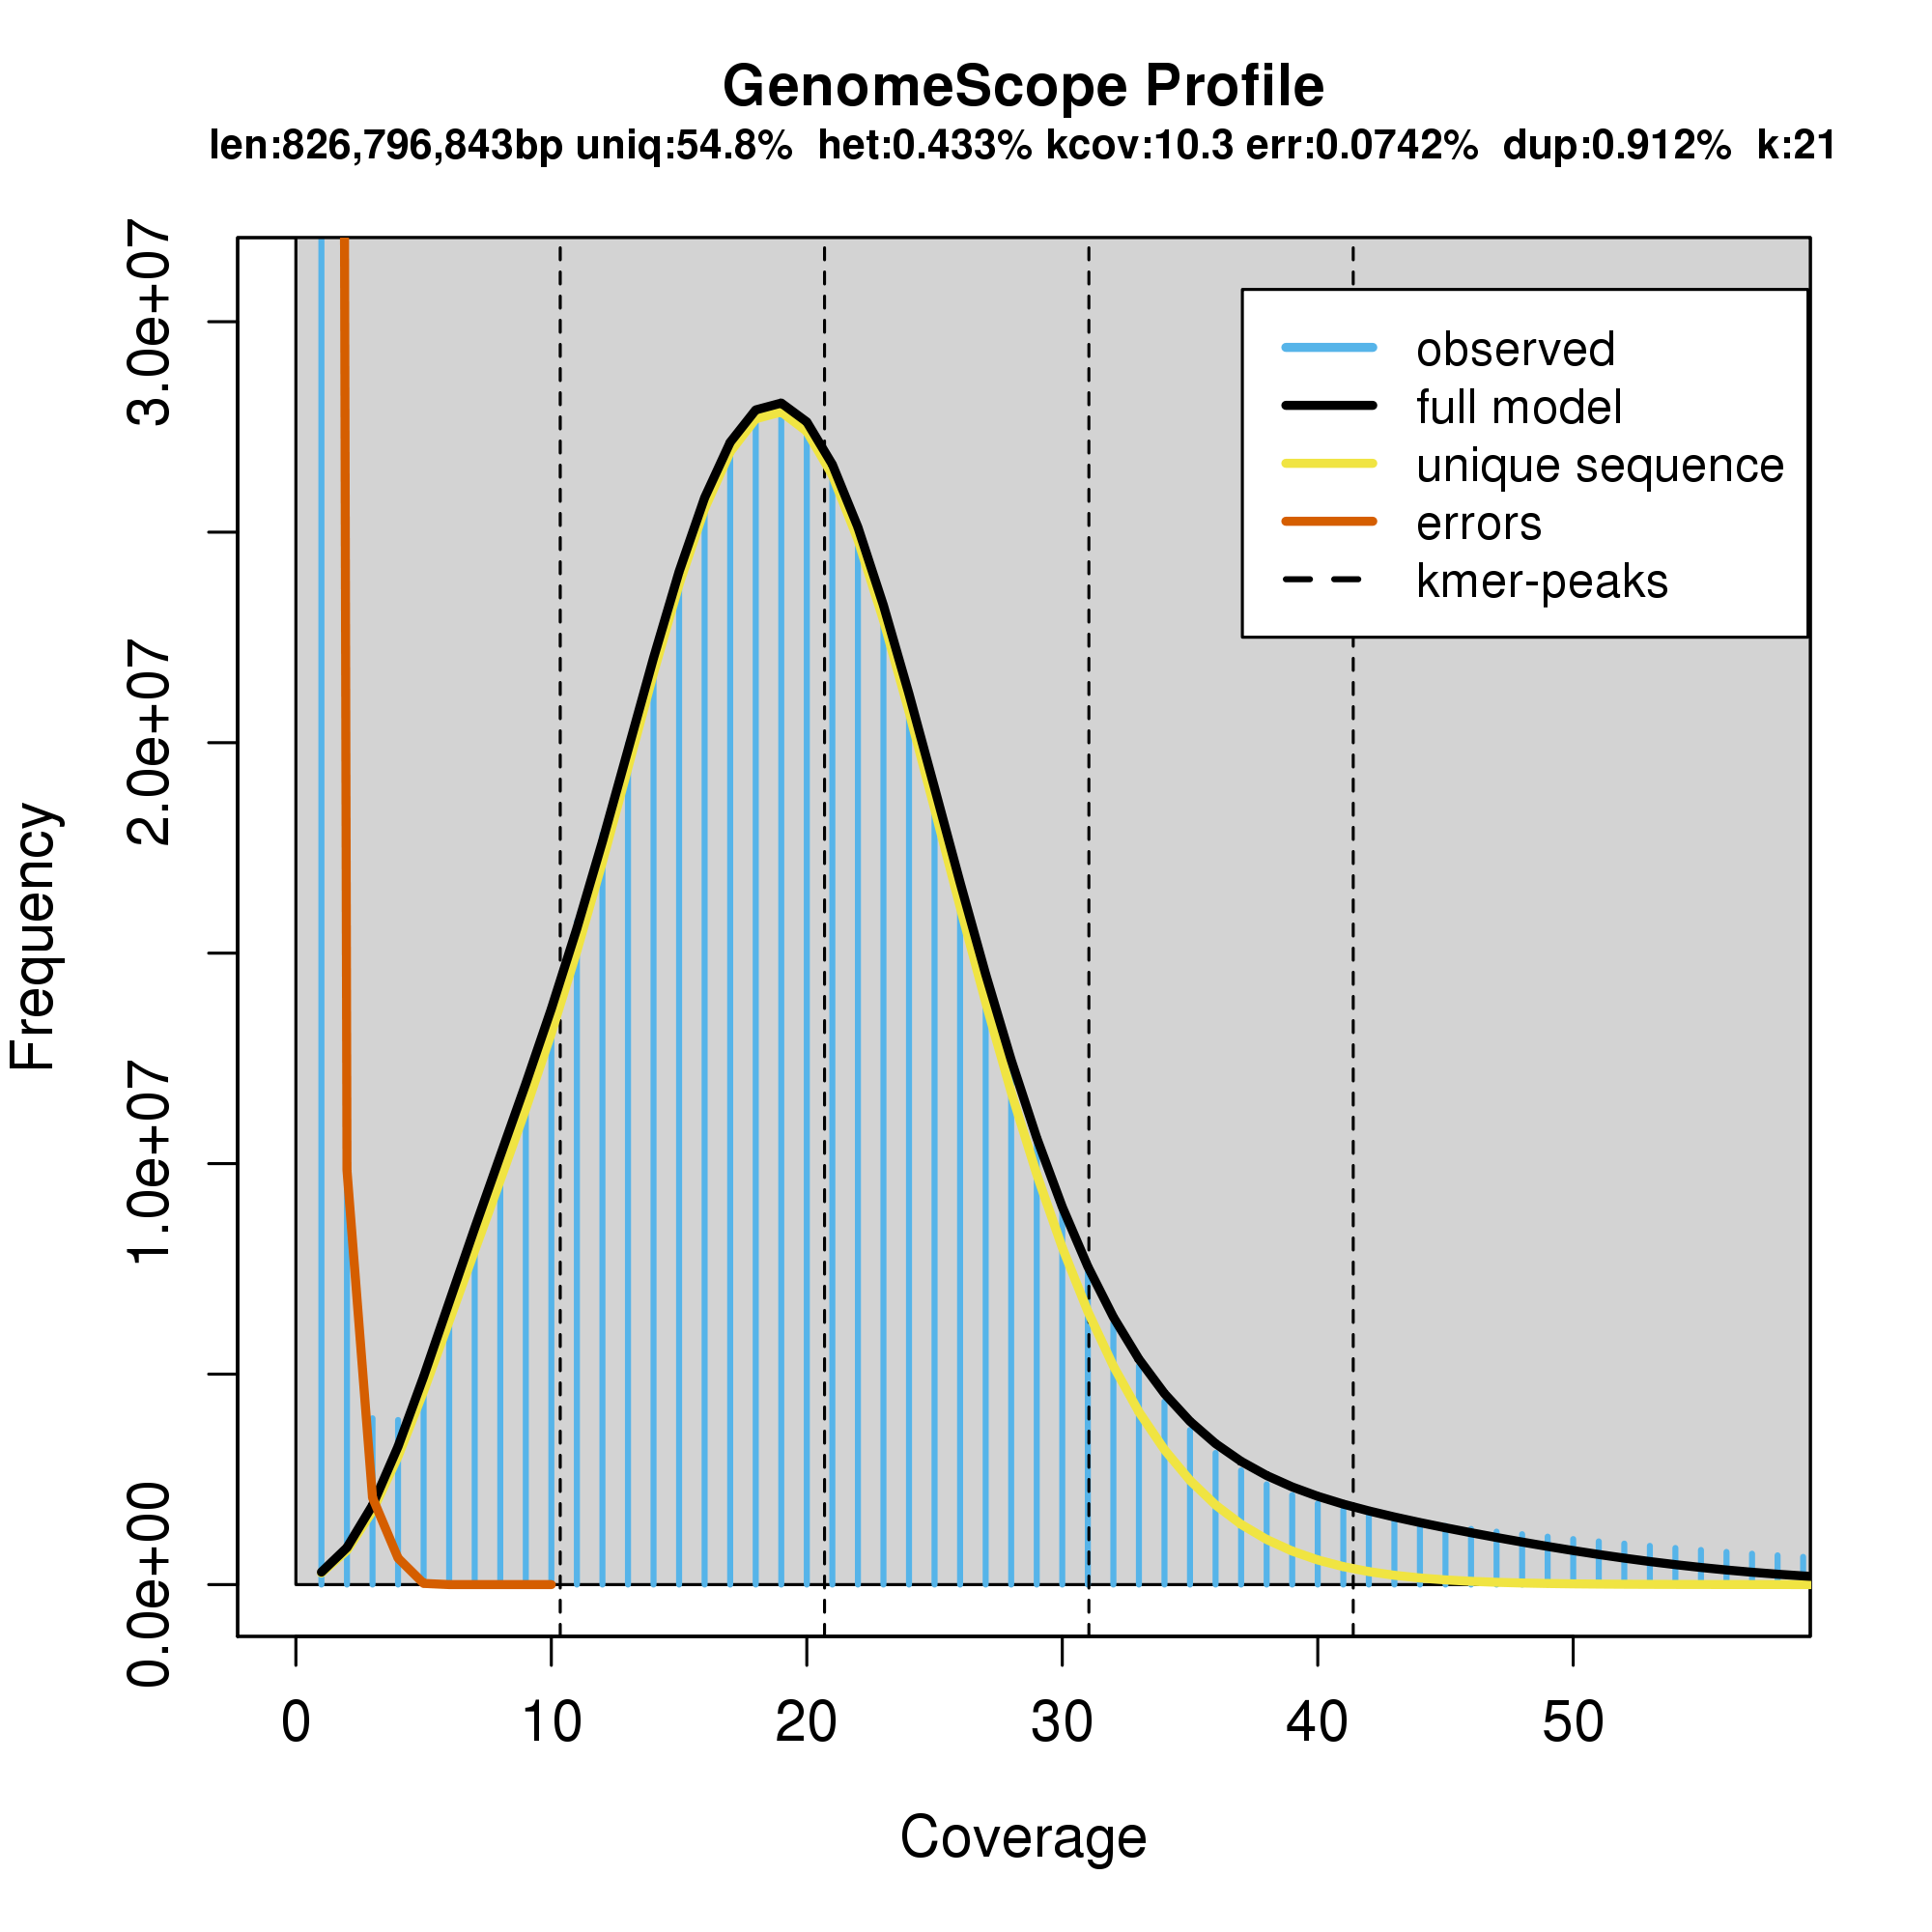 GenomeScope Profile
len:826,796,843bp uniq:54.8% het:0.433% kcov:10.3 err:0.0742% dup:0.912% k:21
observed
full model
unique sequence
errors
kmer-peaks
Frequency
3.0e+07
2.0e+07
1.0e+07
0.0e+00
0 10 20 30 40 50
Coverage